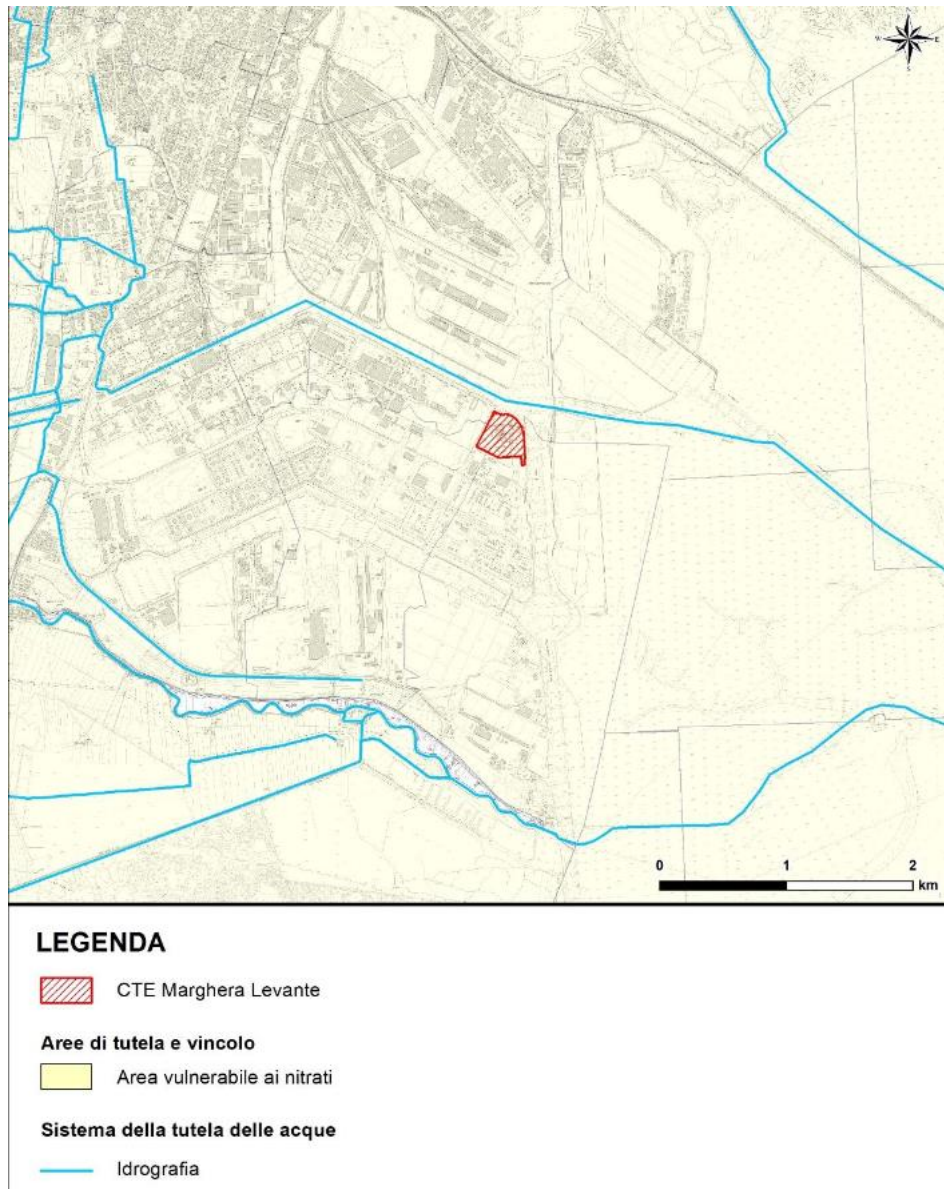 N
W E
S
0 1 2
km
LEGENDA
CTE Marghera Levante
Aree di tutela e vincolo
Area vulnerabile ai nitrati
Sistema della tutela delle acque
Idrografia